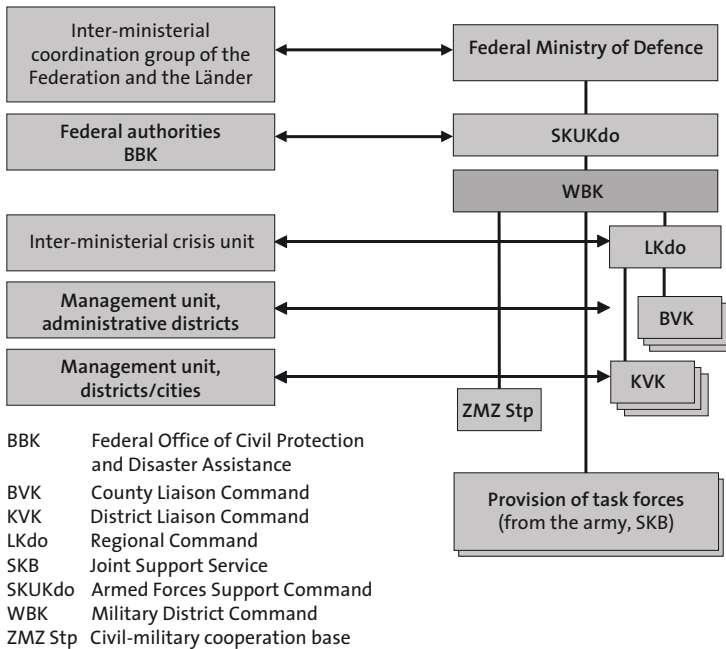 Inter-ministerial
coordination group of the
Federation and the Länder
Federal Ministry of Defence
Federal authorities
BBK
SKUKdo
WBK
Inter-ministerial crisis unit
LKdo
Management unit,
administrative districts
BVK
Management unit,
districts/cities
KVK
ZMZ Stp
Provision of task forces
(from the army, SKB)
BBK Federal Office of Civil Protection
and Disaster Assistance
BVK County Liaison Command
KVK District Liaison Command
LKdo Regional Command
SKB Joint Support Service
SKUKdo Armed Forces Support Command
WBK Military District Command
ZMZ Stp Civil-military cooperation base